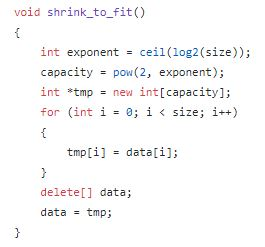 void shrink_to_fit()
{
    int exponent = ceil(log2(size));
    capacity = pow(2, exponent);
    int *tmp = new int[capacity];
    for (int i = 0; i < size; i++)
    {
        tmp[i] = data[i];
    }
    delete[] data;
    data = tmp;
}